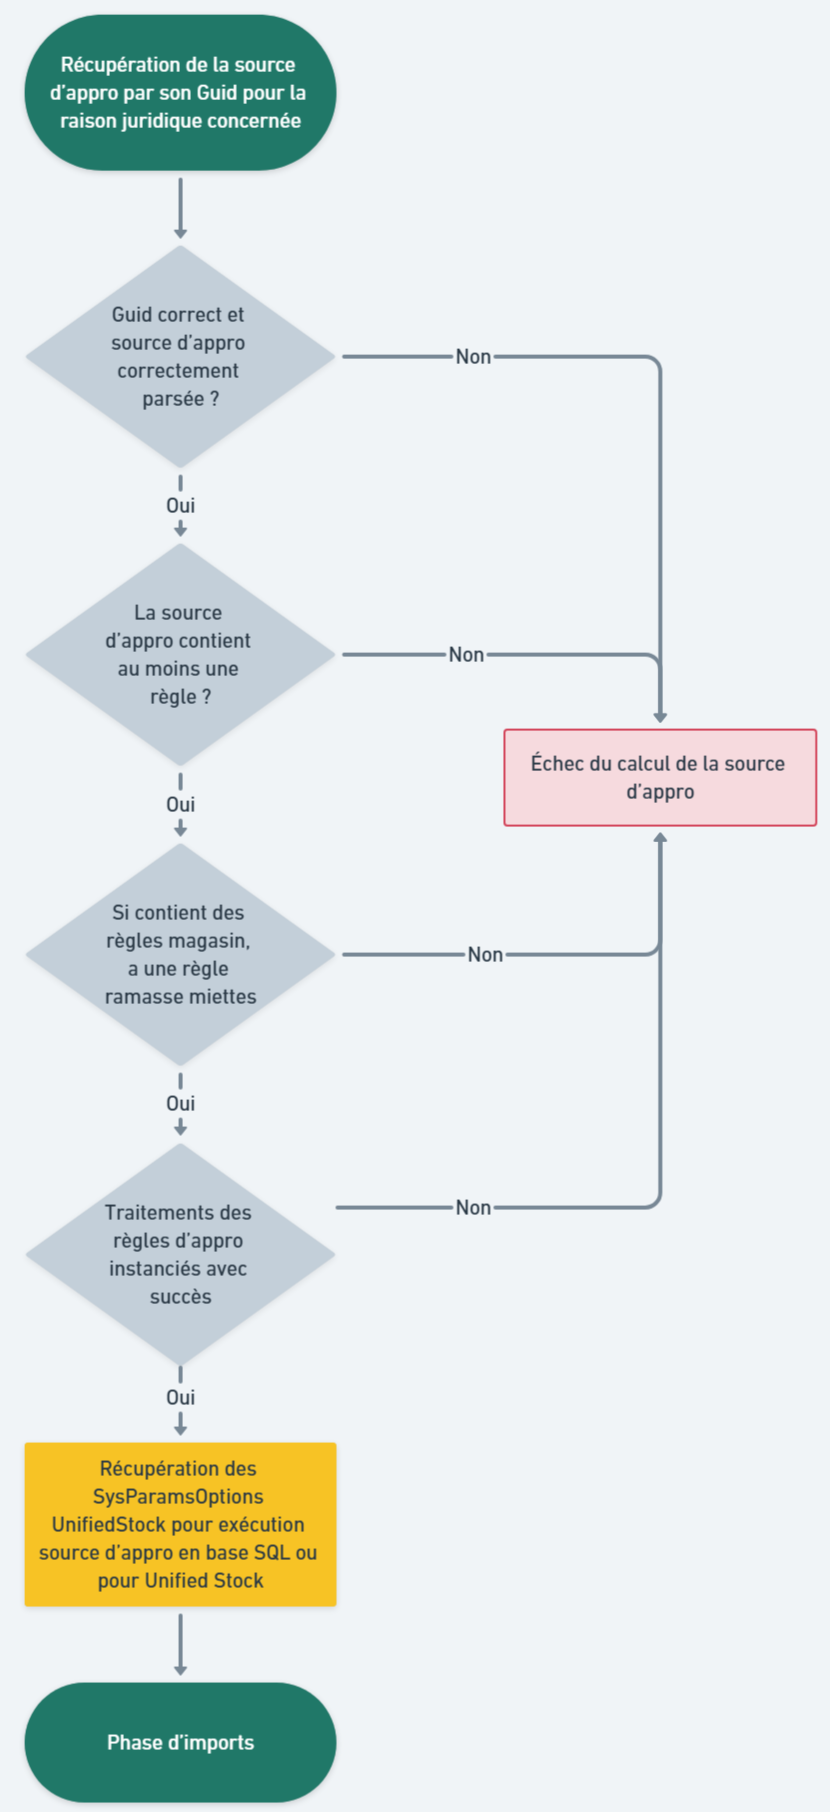 Récupération de la source
d'appro par son Guid pour la
raison juridique concernée
Guid correct et
source d'appro
correctement
parsée ?
Non
Oui
La source
d'appro contient
au moins une
règle ?
Non
Échec du calcul de la source
d'appro
Oui
Si contient des
règles magasin,
a une règle
ramasse miettes
Non
Oui
Traitements des
règles d'appro
instanciés avec
succès
Non
Oui
Récupération des
SysParamsOptions
UnifiedStock pour exécution
source d'appro en base SQL ou
pour Unified Stock
Phase d'imports